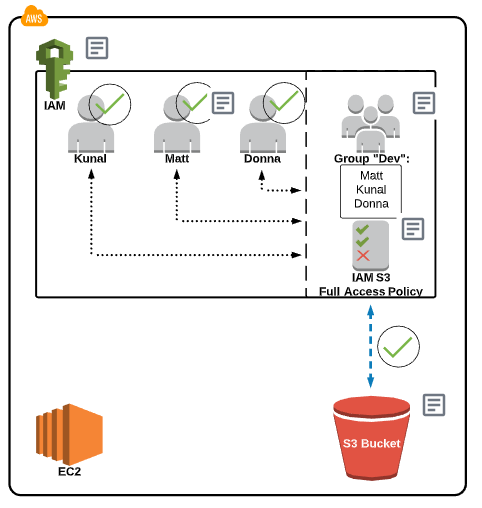 AWS
IAM
Kunal
Matt
Donna
Group "Dev":
Matt
Kunal
Donna
IAM S3
Full Access Policy
S3 Bucket
EC2